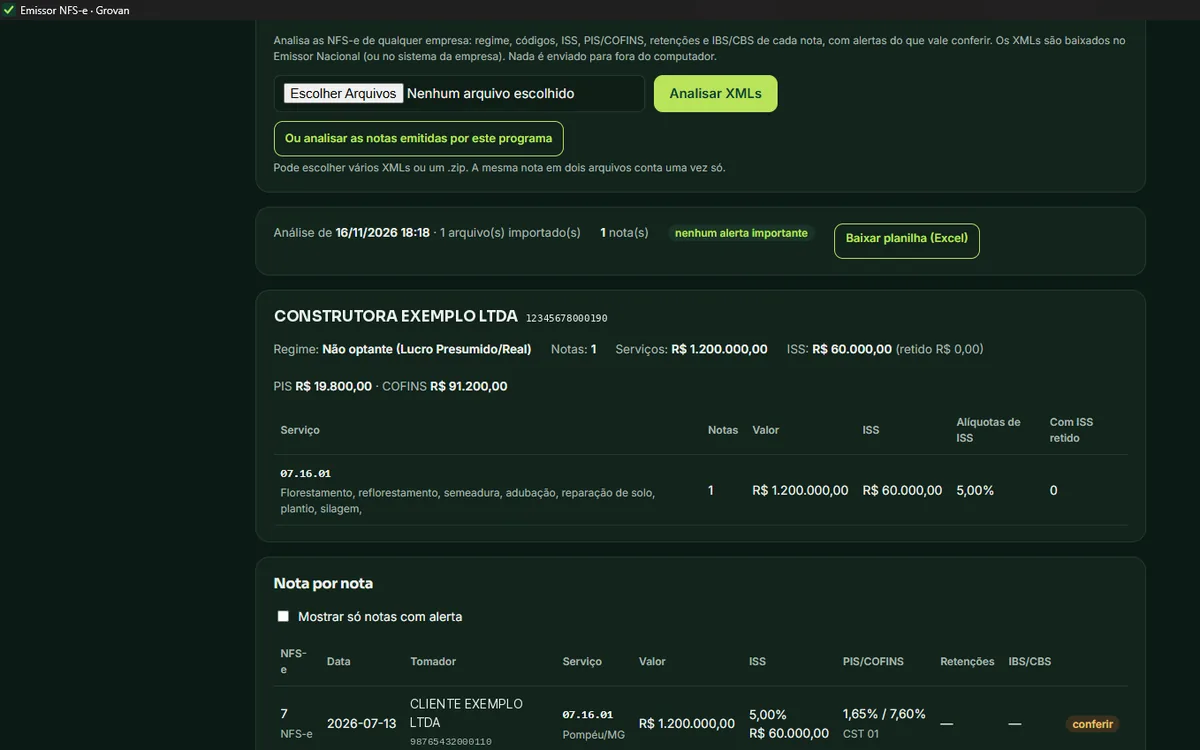 Emissor NFS-e · Grovan
Analisa as NFS-e de qualquer empresa: regime, códigos, ISS, PIS/COFINS, retenções e IBS/CBS de cada nota, com alertas do que vale conferir. Os XMLs são baixados no
Emissor Nacional (ou no sistema da empresa). Nada é enviado para fora do computador.
Escolher Arquivos Nenhum arquivo escolhido Analisar XMLs
Ou analisar as notas emitidas por este programa
Pode escolher vários XMLs ou um .zip. A mesma nota em dois arquivos conta uma vez só.
Análise de 16/11/2026 18:18 · 1 arquivo(s) importado(s) 1 nota(s) nenhum alerta importante Baixar planilha (Excel)
CONSTRUTORA EXEMPLO LTDA 12345678000190
Regime: Não optante (Lucro Presumido/Real) Notas: 1 Serviços: R$ 1.200.000,00 ISS: R$ 60.000,00 (retido R$ 0,00)
PIS R$ 19.800,00 · COFINS R$ 91.200,00
Serviço Notas Valor ISS Alíquotas de ISS Com ISS retido
07.16.01
Florestamento, reflorestamento, semeadura, adubação, reparação de solo,
plantio, silagem,
1 R$ 1.200.000,00 R$ 60.000,00 5,00% 0
Nota por nota
Mostrar só notas com alerta
NFS-e Data Tomador Serviço Valor ISS PIS/COFINS Retenções IBS/CBS
7
NFS-e
2026-07-13
CLIENTE EXEMPLO
LTDA
98765432000110
07.16.01
Pompéu/MG
R$ 1.200.000,00
5,00%
R$ 60.000,00
1,65% / 7,60%
CST 01
— —
conferir